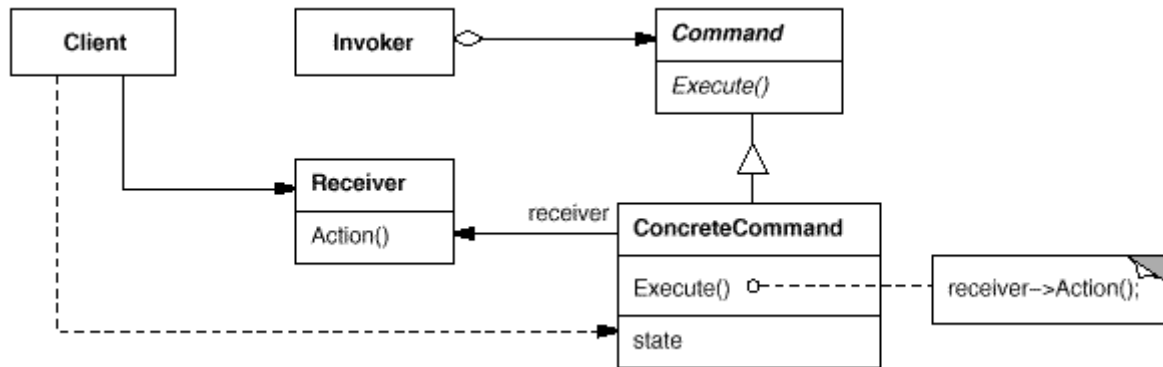 Client
Invoker
Command
Execute()
Receiver
Action()
receiver
ConcreteCommand
Execute()
state
receiver->Action();